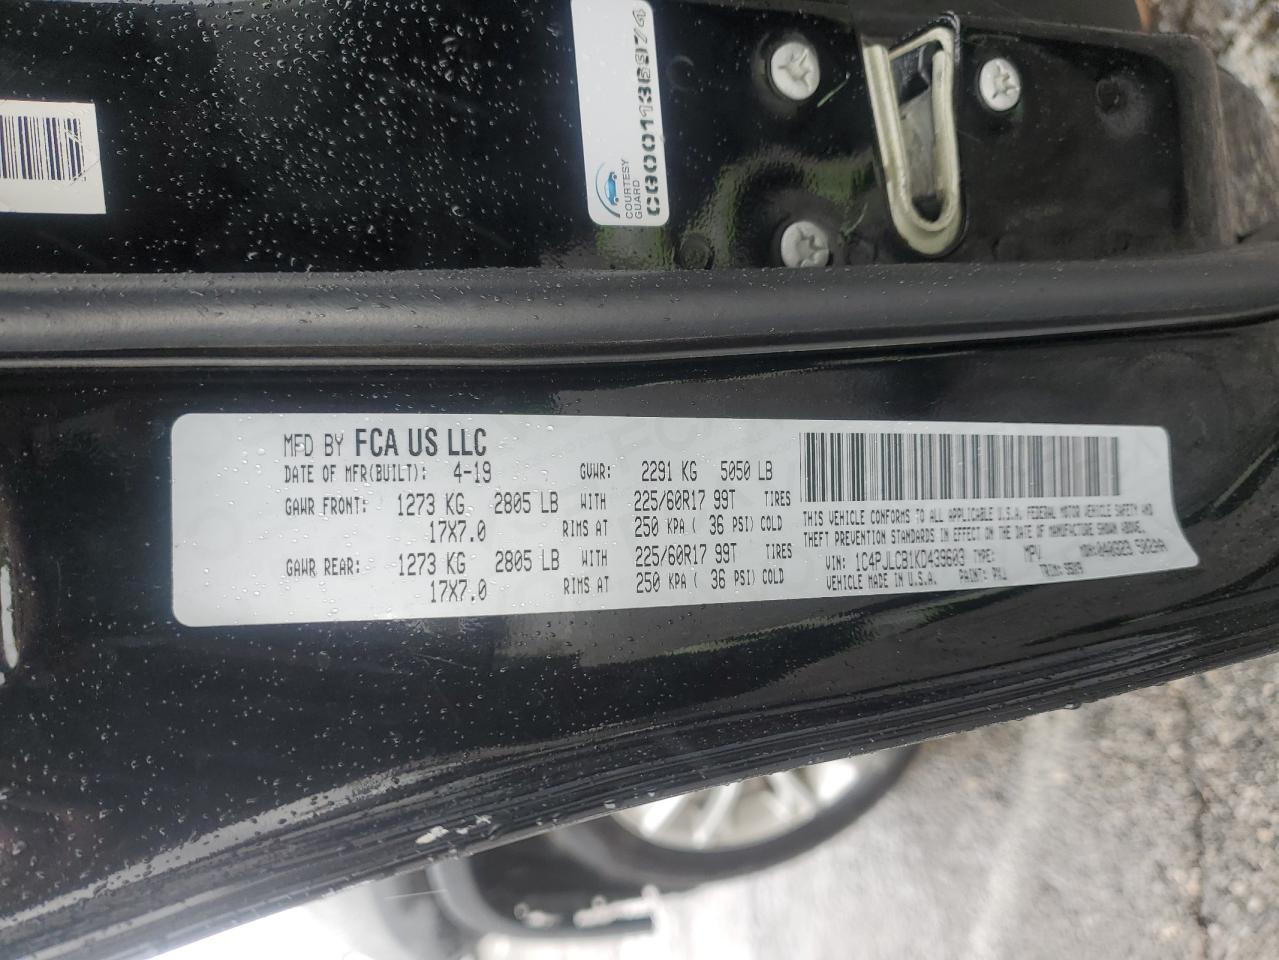 COURTESY
GUARD
MFD BY FCA US LLC
DATE OF MFR(BUILT): 4-19 GVWR: 2291 KG 5050 LB
GAWR FRONT: 1273 KG 2805 LB WITH 225/60R17 99T TIRES
17X7.0 RIMS AT 250 KPA ( 36 PSI) COLD
GAWR REAR: 1273 KG 2805 LB WITH 225/60R17 99T TIRES
17X7.0 RIMS AT 250 KPA ( 36 PSI) COLD
THIS VEHICLE CONFORMS TO ALL APPLICABLE U.S.A. FEDERAL MOTOR VEHICLE SAFETY AND
THEFT PREVENTION STANDARDS IN EFFECT ON THE DATE OF MANUFACTURE SHOWN ABOVE.
VIN: 1C4PJLCB1KD439603 TYPE: MPV
VEHICLE MADE IN U.S.A. PAINT: PXJ TRIM: